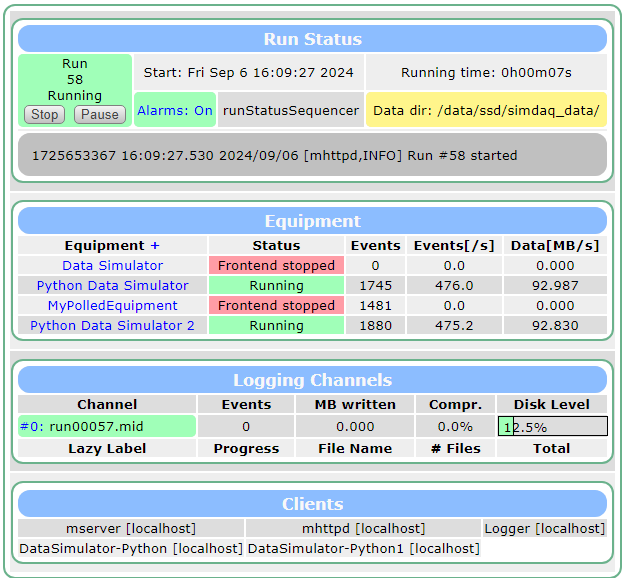 Run Status
Run
58
Running
Stop Pause
Start: Fri Sep 6 16:09:27 2024 Running time: 0h00m07s
Alarms: On runStatusSequencer Data dir: /data/ssd/simdaq_data/
1725653367 16:09:27.530 2024/09/06 [mhttpd,INFO] Run #58 started
Equipment
Equipment + Status Events Events[/s] Data[MB/s]
Data Simulator Frontend stopped 0 0.0 0.000
Python Data Simulator Running 1745 476.0 92.987
MyPolledEquipment Frontend stopped 1481 0.0 0.000
Python Data Simulator 2 Running 1880 475.2 92.830
Logging Channels
Channel Events MB written Compr. Disk Level
#0: run00057.mid 0 0.000 0.0% 12.5%
Lazy Label Progress File Name # Files Total
Clients
mserver [localhost] mhttpd [localhost] Logger [localhost]
DataSimulator-Python [localhost] DataSimulator-Python1 [localhost]